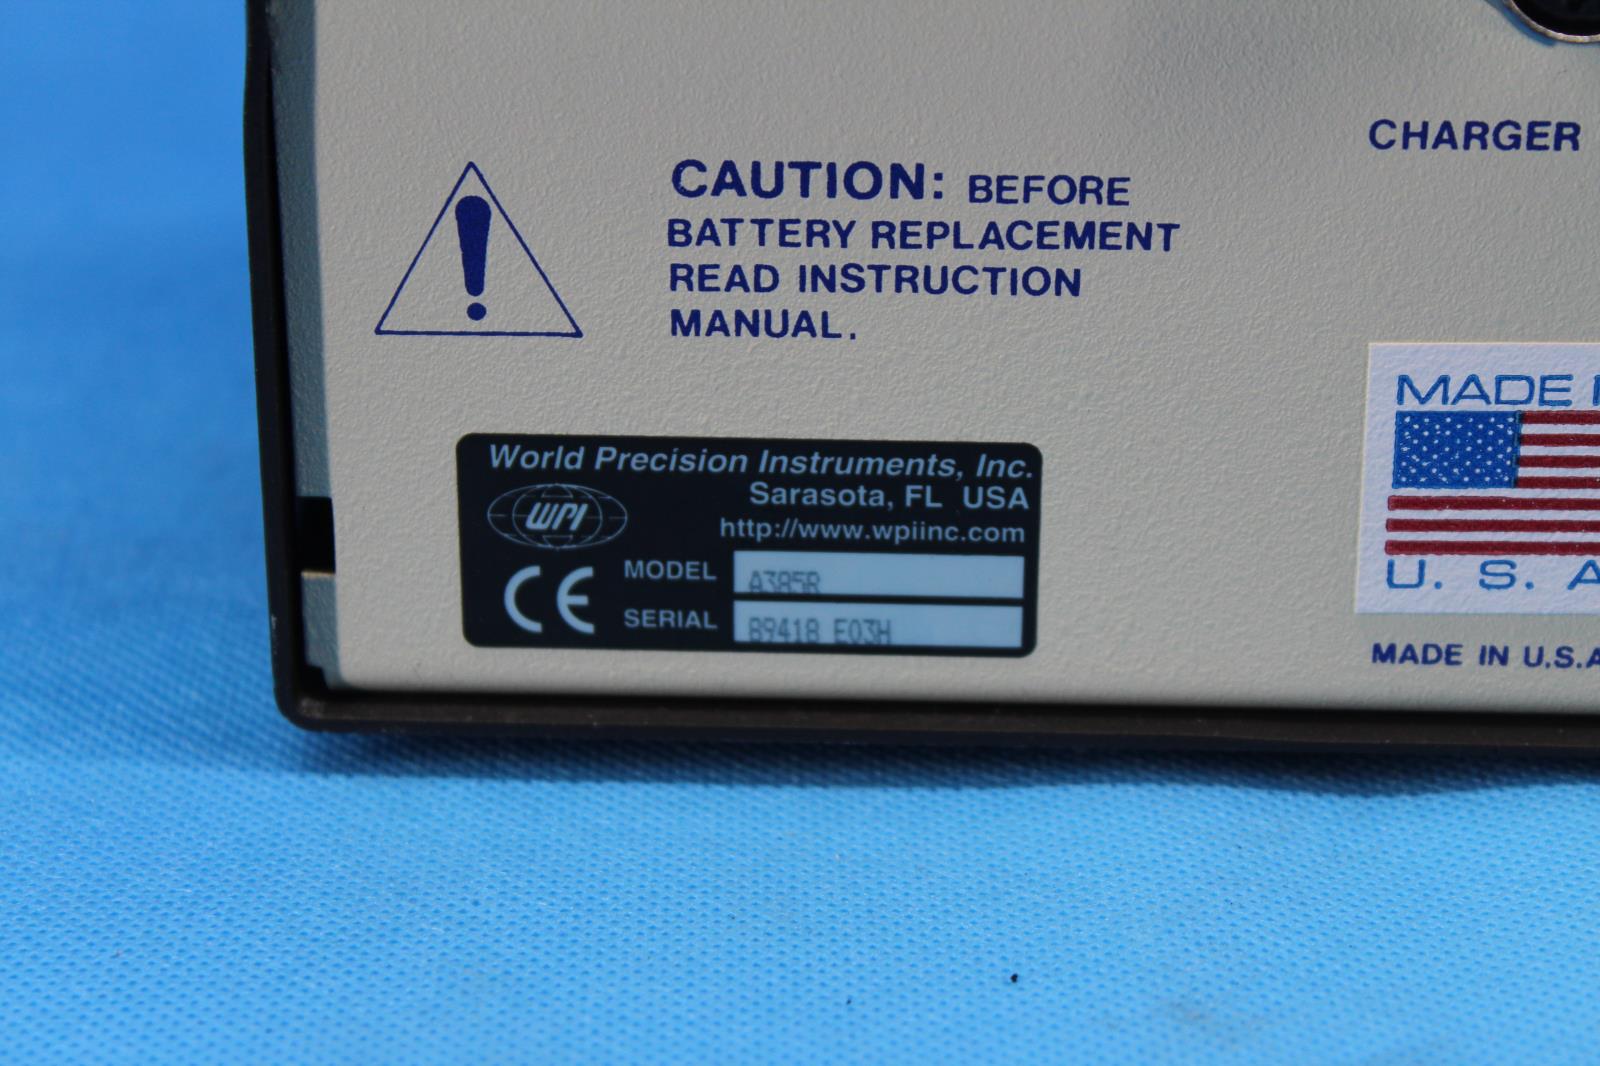 CHARGER
CAUTION: BEFORE
BATTERY REPLACEMENT
READ INSTRUCTION
MANUAL.
MADE
U. S. A
MADE IN U.S.A
World Precision Instruments, Inc.
Sarasota, FL USA
WPI
http://www.wpiinc.com
CE
MODEL A385R
SERIAL 89418 E03H